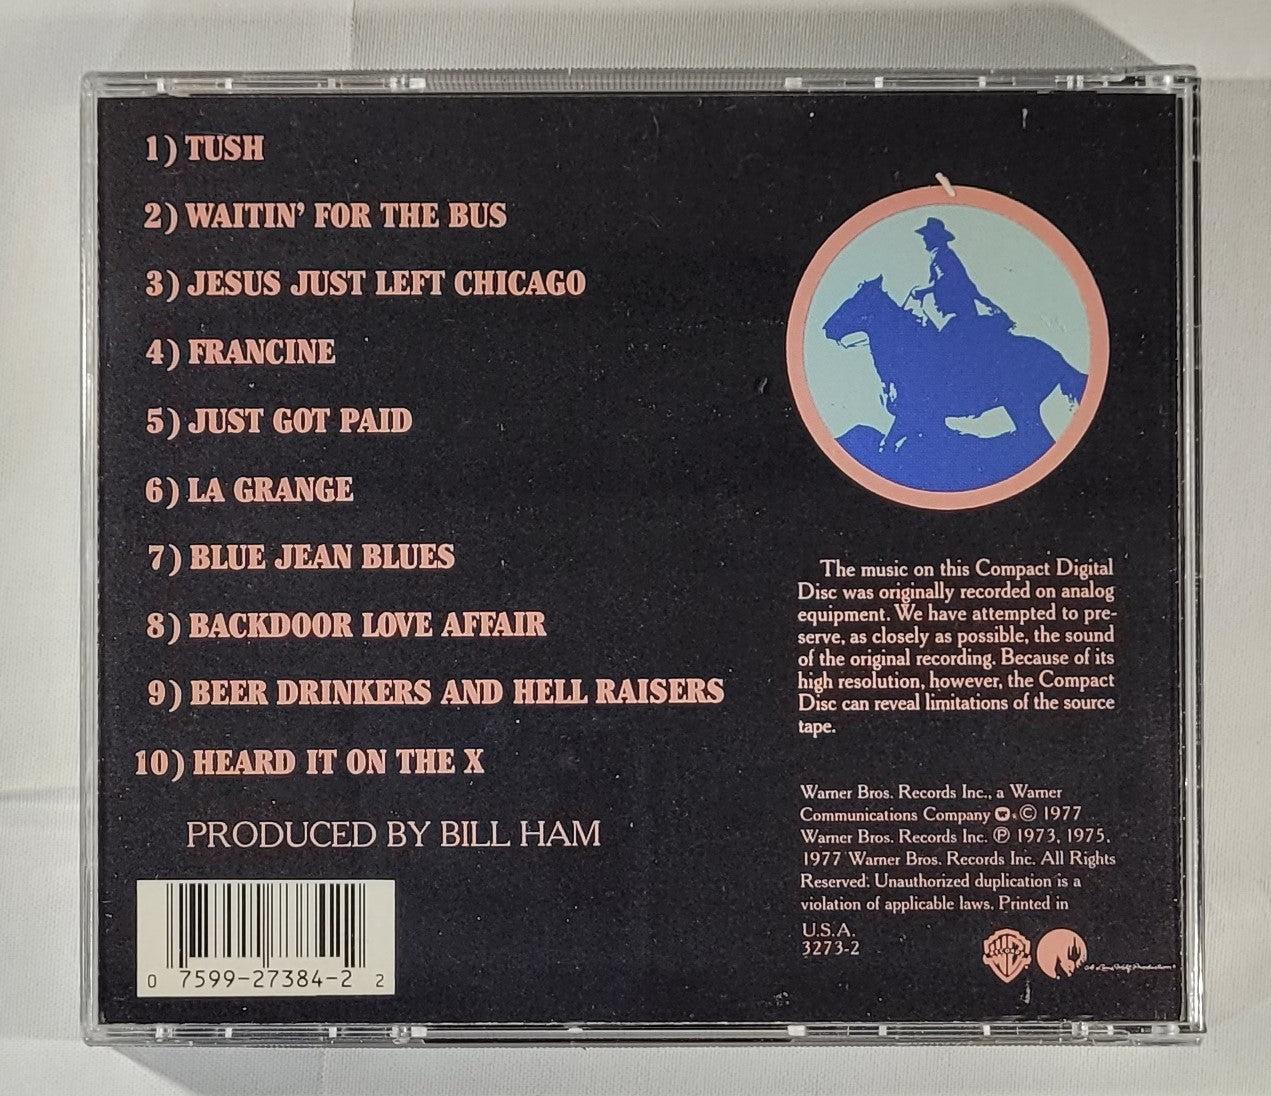 1) TUSH
2) WAITIN' FOR THE BUS
3) JESUS JUST LEFT CHICAGO
4) FRANCINE
5) JUST GOT PAID
6) LA GRANGE
7) BLUE JEAN BLUES
8) BACKDOOR LOVE AFFAIR
9) BEER DRINKERS AND HELL RAISERS
10) HEARD IT ON THE X
PRODUCED BY BILL HAM
0 7599-27384-2 2
The music on this Compact Digital
Disc was originally recorded on analog
equipment. We have attempted to pre-
serve, as closely as possible, the sound
of the original recording. Because of its
high resolution, however, the Compact
Disc can reveal limitations of the source
tape.
Warner Bros. Records Inc., a Warner
Communications Company © 1977
Warner Bros. Records Inc. ℗ 1973, 1975,
1977 Warner Bros. Records Inc. All Rights
Reserved. Unauthorized duplication is a
violation of applicable laws. Printed in
U.S.A.
3273-2